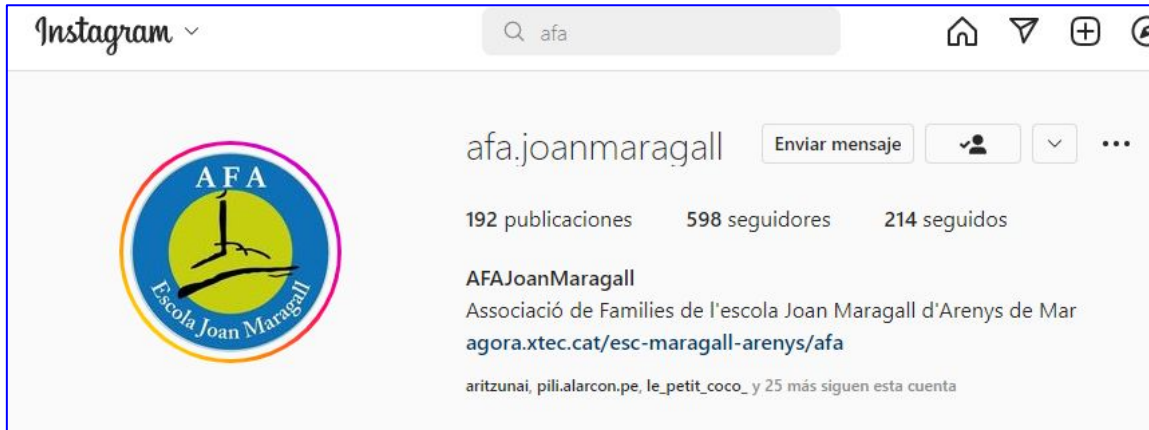 Instagram
afa
afa.joanmaragall Enviar mensaje
192 publicaciones 598 seguidores 214 seguidos
AFA
Escola Joan Maragall
AFAJoanMaragall
Associació de Families de l'escola Joan Maragall d'Arenys de Mar
agora.xtec.cat/esc-maragall-arenys/afa
aritzunai, pili.alarcon.pe, le_petit_coco_ y 25 más siguen esta cuenta